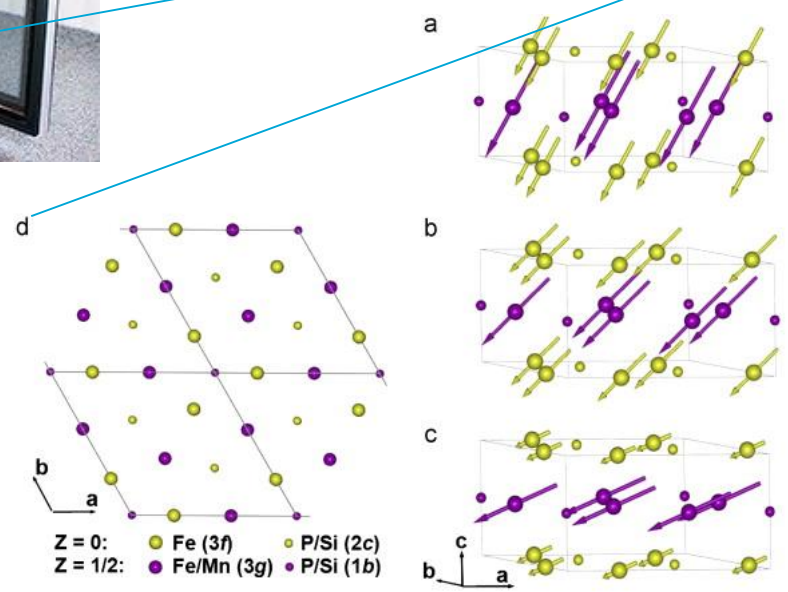 a
d
b
c
b
a
Z = 0: Fe (3f) P/Si (2c)
Z = 1/2: Fe/Mn (3g) P/Si (1b)
c
b
a